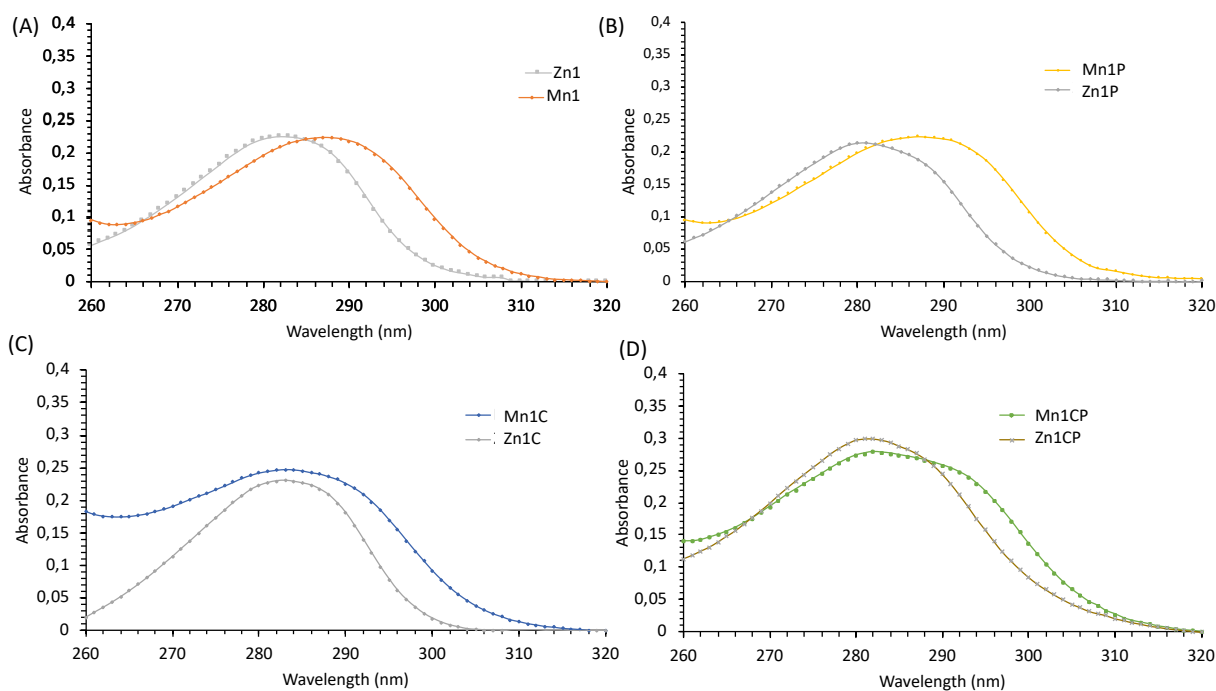 (A)
0,4
0,35
0,3
0,25
0,2
0,15
0,1
0,05
0
Absorbance
Zn1
Mn1
260 270 280 290 300 310 320
Wavelength (nm)
(B)
0,4
0,35
0,3
0,25
0,2
0,15
0,1
0,05
0
Absorbance
Mn1P
Zn1P
260 270 280 290 300 310 320
Wavelength (nm)
(C)
0,4
0,35
0,3
0,25
0,2
0,15
0,1
0,05
0
Absorbance
Mn1C
Zn1C
260 270 280 290 300 310 320
Wavelength (nm)
(D)
0,4
0,35
0,3
0,25
0,2
0,15
0,1
0,05
0
Absorbance
Mn1CP
Zn1CP
260 270 280 290 300 310 320
Wavelength (nm)